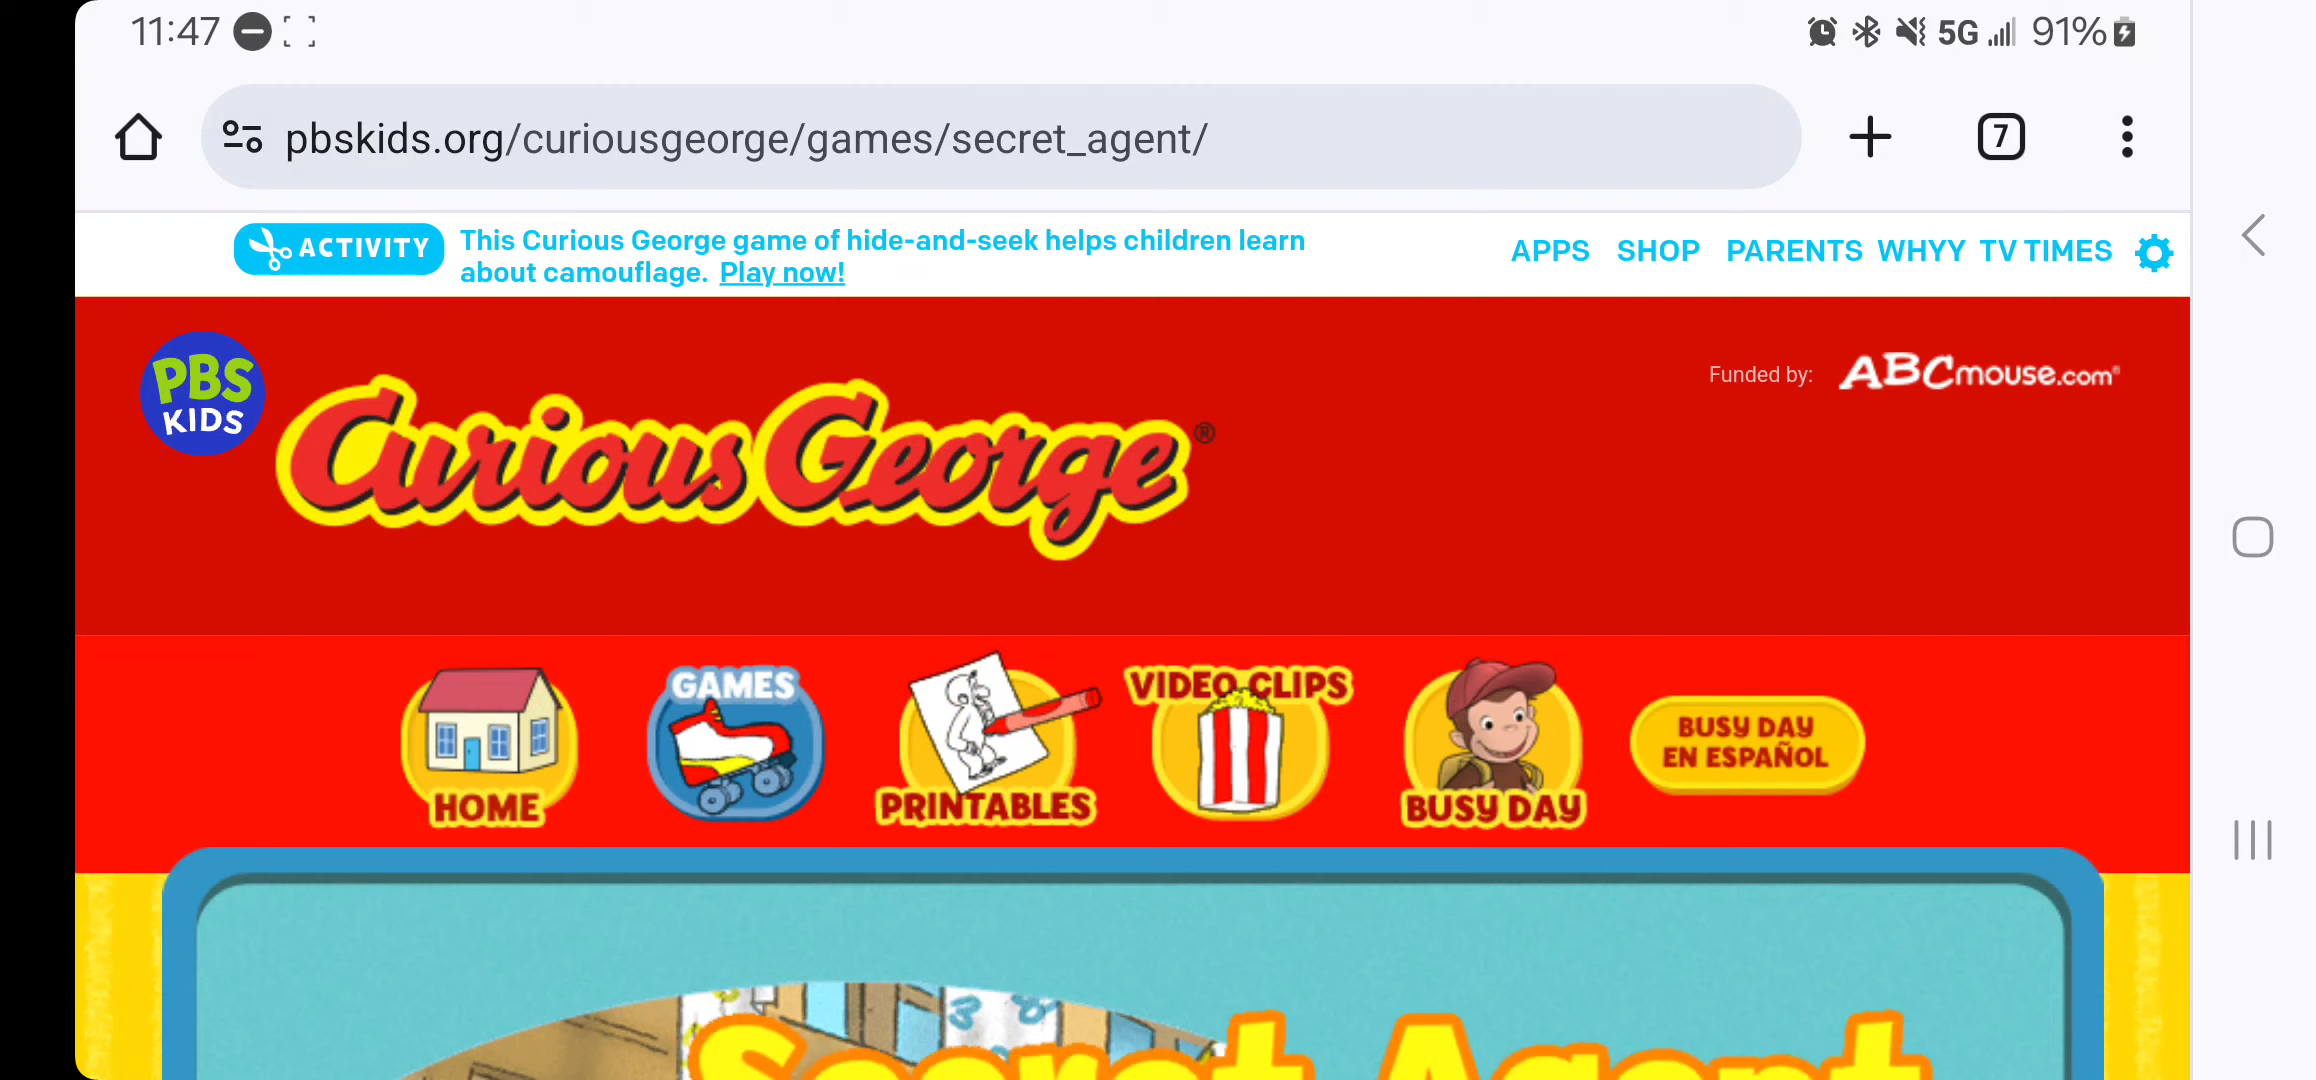 11:47
5G 91%
pbskids.org/curiousgeorge/games/secret_agent/
7
ACTIVITY
This Curious George game of hide-and-seek helps children learn
about camouflage. Play now!
APPS SHOP PARENTS WHYY TV TIMES
PBS
KIDS
Curious George®
Funded by: ABCmouse.com®
HOME
GAMES
PRINTABLES
VIDEO CLIPS
BUSY DAY
BUSY DAY
EN ESPAÑOL
Secret Agent